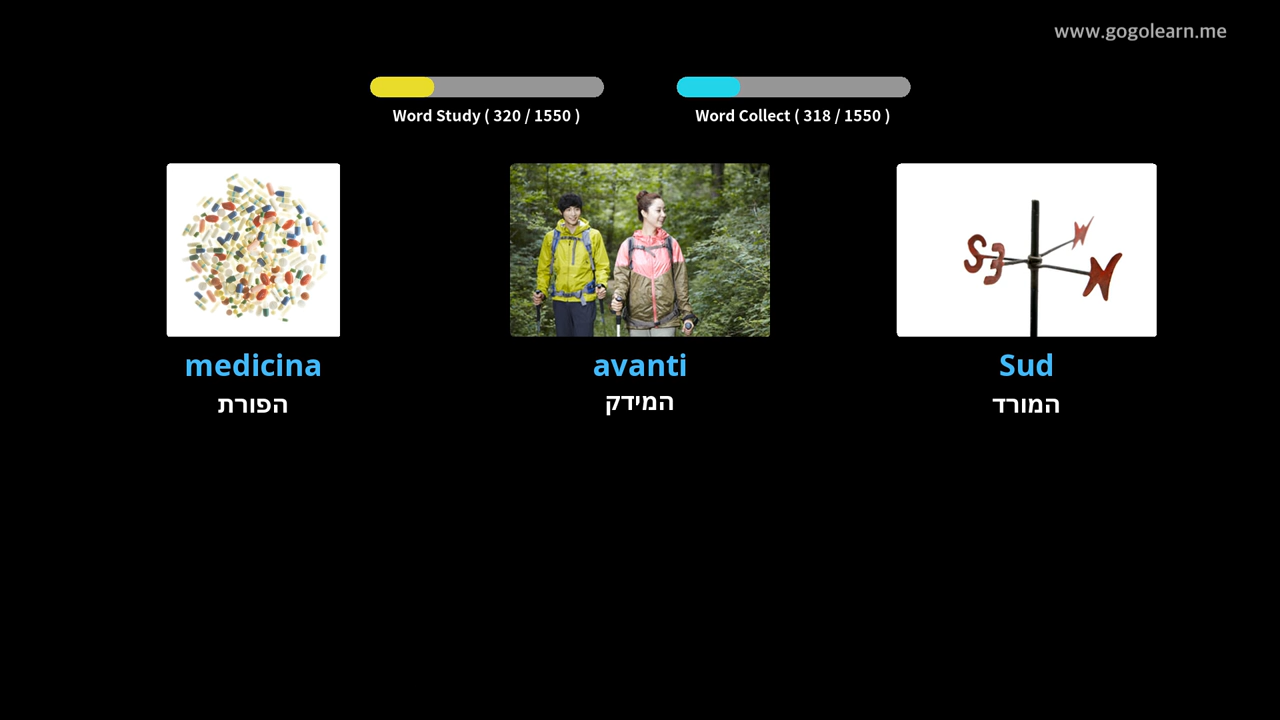 www.gogolearn.me
Word Study ( 320 / 1550 )
Word Collect ( 318 / 1550 )
medicina
הפורת
avanti
המידק
Sud
המורד
S
E
N
W